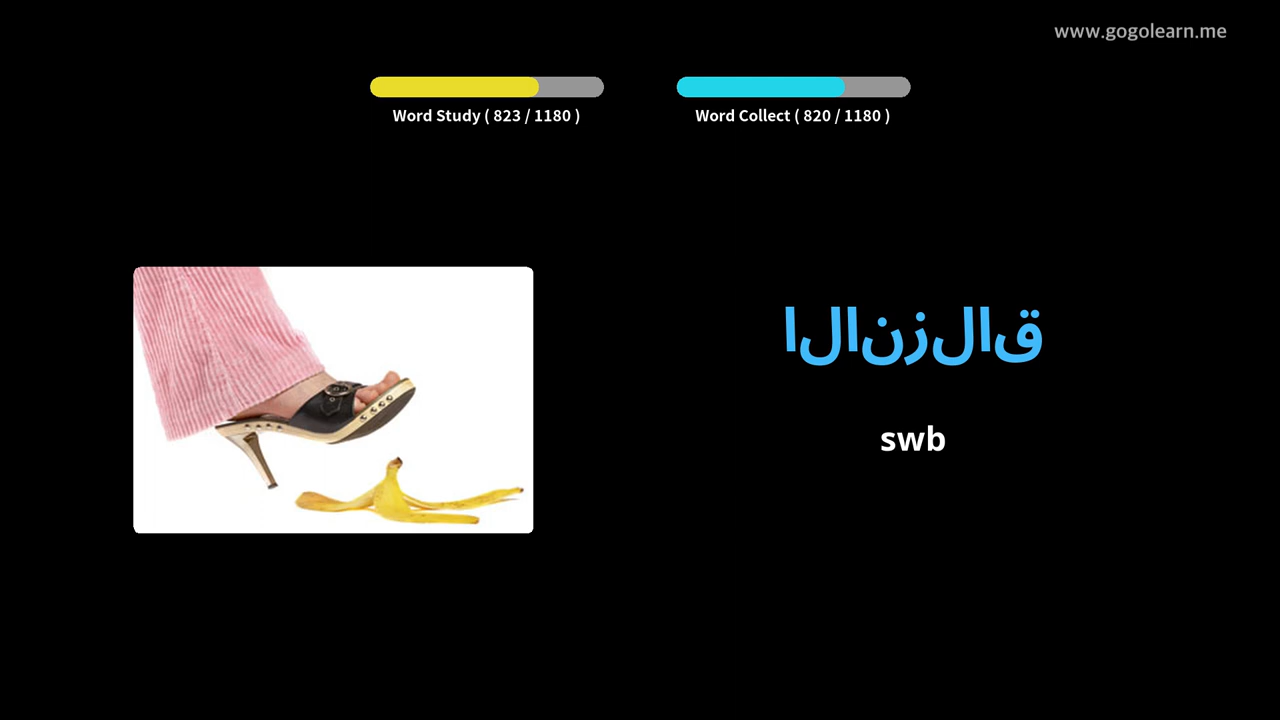 www.gogolearn.me
Word Study ( 823 / 1180 )
Word Collect ( 820 / 1180 )
الانزلاق
swb